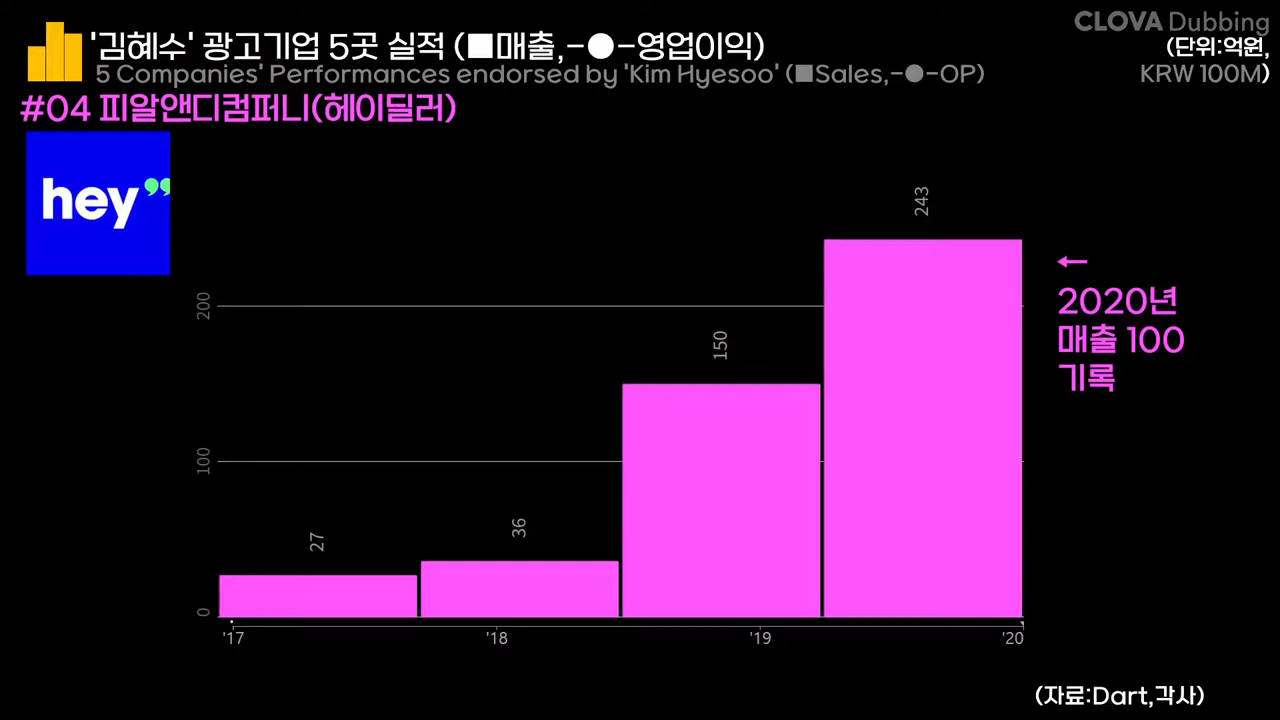 CLOVA Dubbing
'김혜수' 광고기업 5곳 실적 (■매출,-●-영업이익)
(단위:억원,
5 Companies' Performances endorsed by 'Kim Hyesoo' (■Sales,-●-OP)
KRW 100M)
#04 피알앤디컴퍼니(헤이딜러)
hey”
243
←
2020년
매출 100
기록
200
150
100
36
27
0
'17 '18 '19 '20
(자료:Dart,각사)